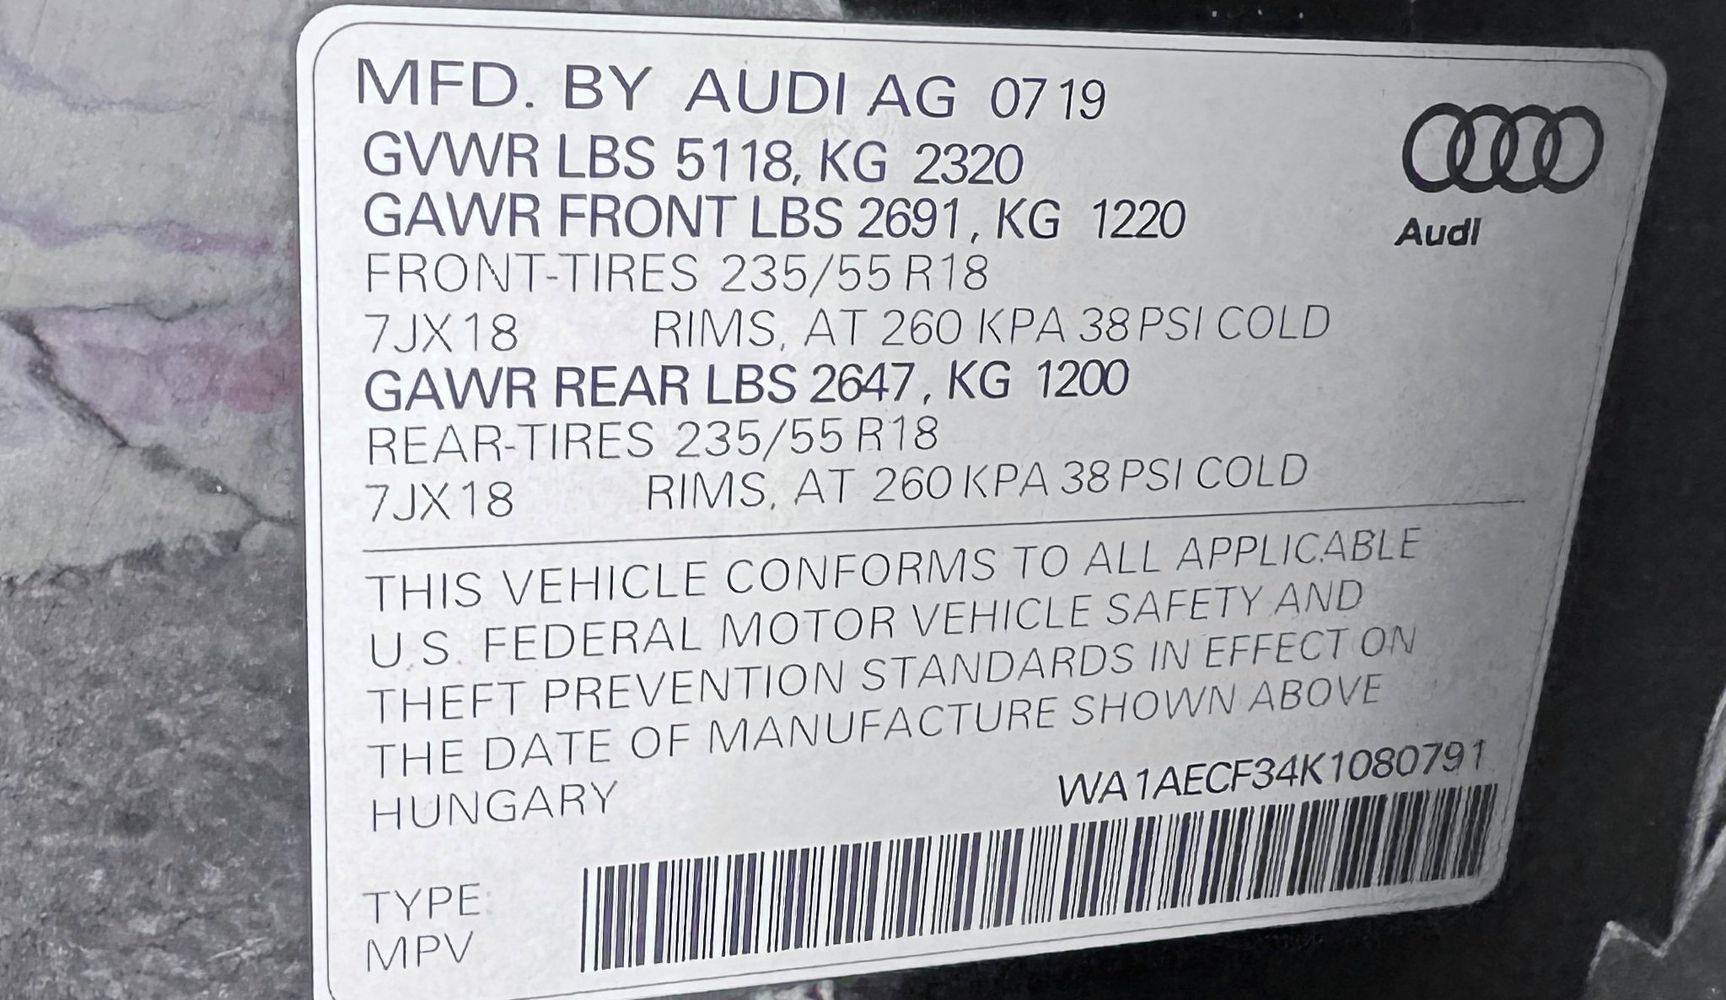 MFD. BY AUDI AG 07 19
GVWR LBS 5118, KG 2320
GAWR FRONT LBS 2691, KG 1220
FRONT-TIRES 235/55 R18
7JX18 RIMS, AT 260 KPA 38 PSI COLD
GAWR REAR LBS 2647, KG 1200
REAR-TIRES 235/55 R18
7JX18 RIMS, AT 260 KPA 38 PSI COLD
Audi
THIS VEHICLE CONFORMS TO ALL APPLICABLE
U.S. FEDERAL MOTOR VEHICLE SAFETY AND
THEFT PREVENTION STANDARDS IN EFFECT ON
THE DATE OF MANUFACTURE SHOWN ABOVE
HUNGARY WA1AECF34K1080791
TYPE:
MPV